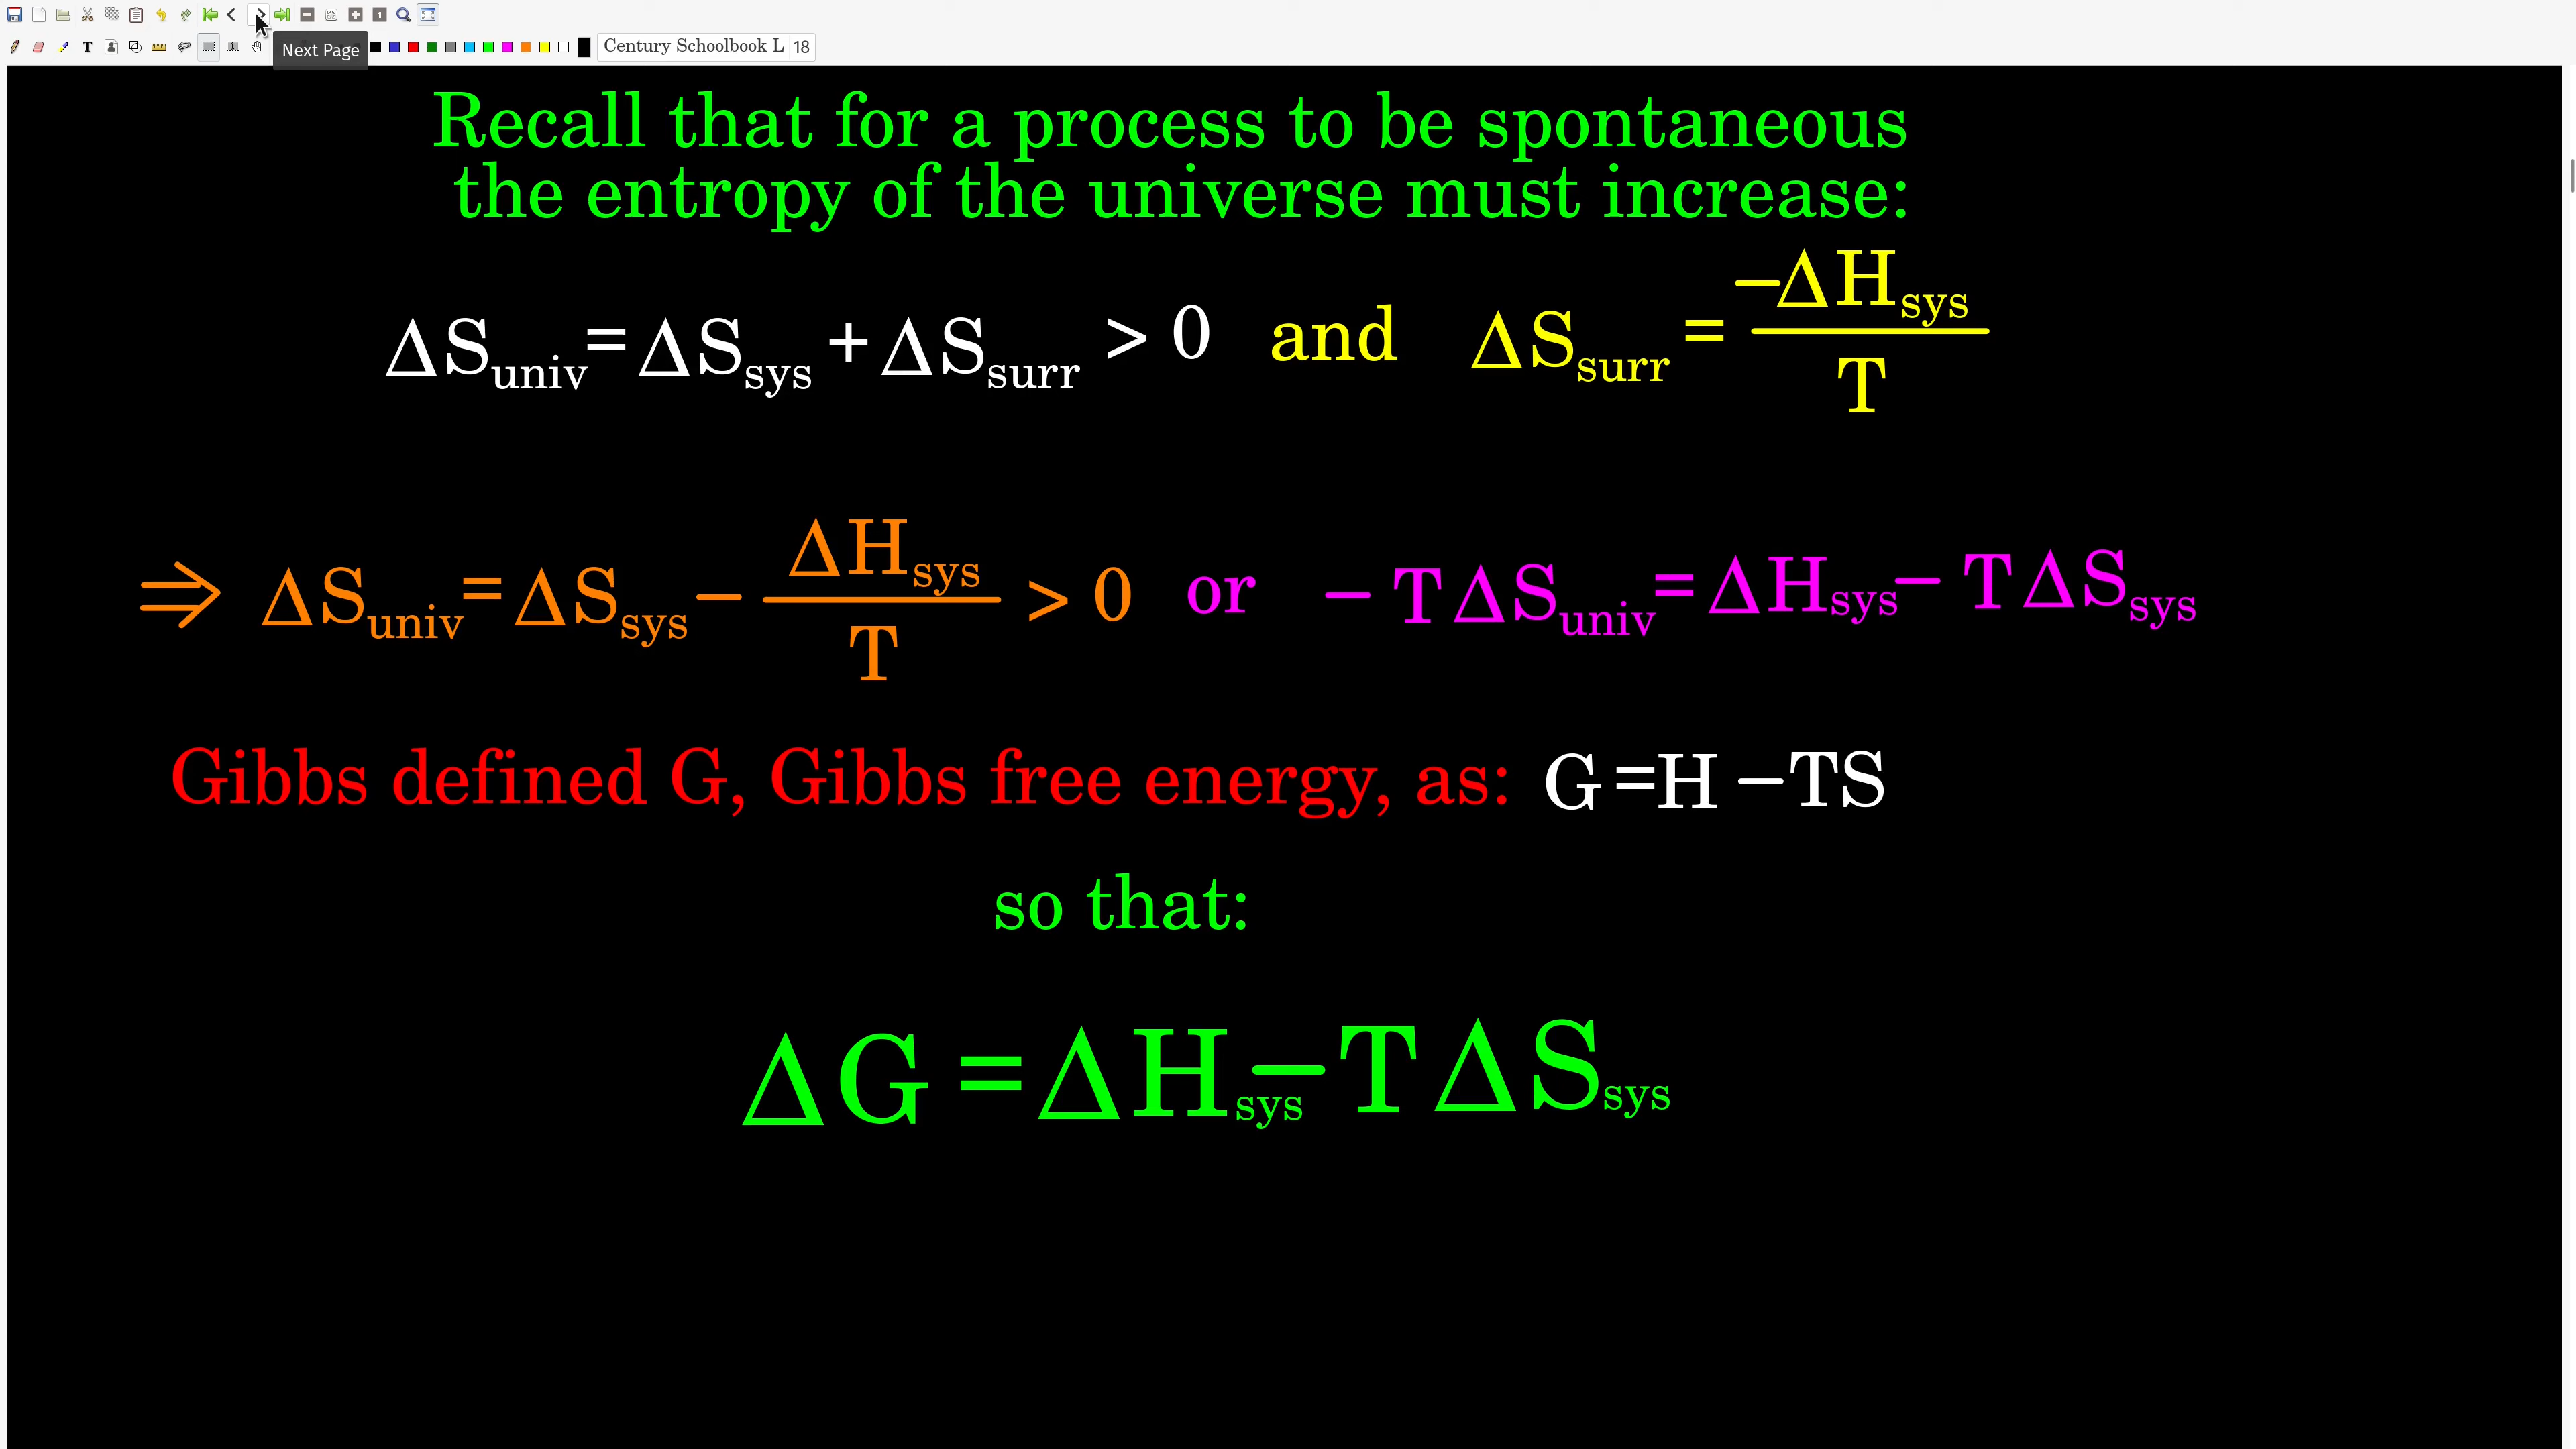 Century Schoolbook L 18
Next Page
Recall that for a process to be spontaneous
the entropy of the universe must increase:
ΔS_univ = ΔS_sys + ΔS_surr > 0 and ΔS_surr = −ΔH_sys / T
⇒ ΔS_univ = ΔS_sys − ΔH_sys / T > 0 or − TΔS_univ = ΔH_sys − TΔS_sys
Gibbs defined G, Gibbs free energy, as: G = H − TS
so that:
ΔG = ΔH_sys − TΔS_sys